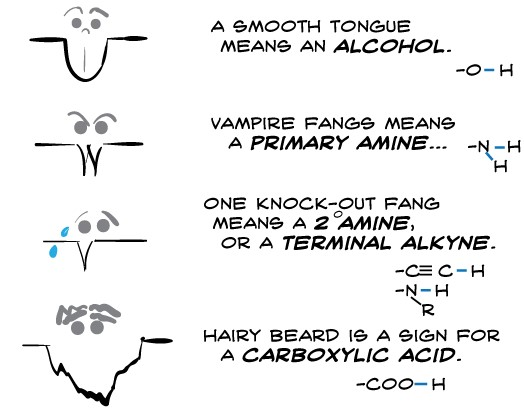 A SMOOTH TONGUE
MEANS AN ALCOHOL.
-O-H
VAMPIRE FANGS MEANS
A PRIMARY AMINE...
-N-H
H
ONE KNOCK-OUT FANG
MEANS A 2° AMINE,
OR A TERMINAL ALKYNE.
-C≡C-H
-N-H
R
HAIRY BEARD IS A SIGN FOR
A CARBOXYLIC ACID.
-COO-H